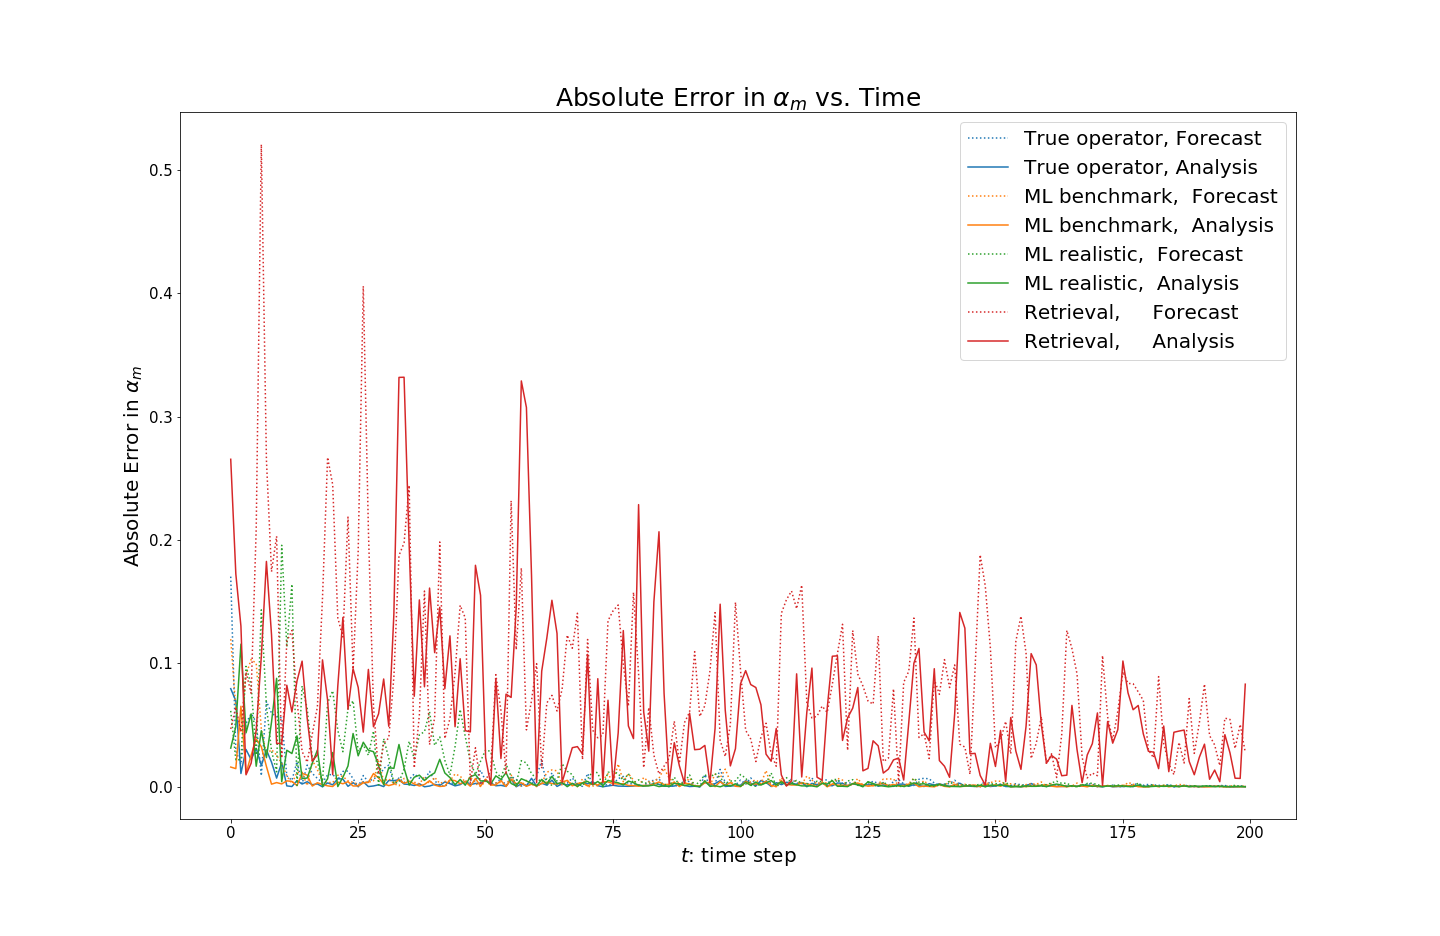 Absolute Error in αₘ vs. Time
True operator, Forecast
True operator, Analysis
ML benchmark, Forecast
ML benchmark, Analysis
ML realistic, Forecast
ML realistic, Analysis
Retrieval, Forecast
Retrieval, Analysis
Absolute Error in αₘ
0.5
0.4
0.3
0.2
0.1
0.0
0 25 50 75 100 125 150 175 200
t: time step